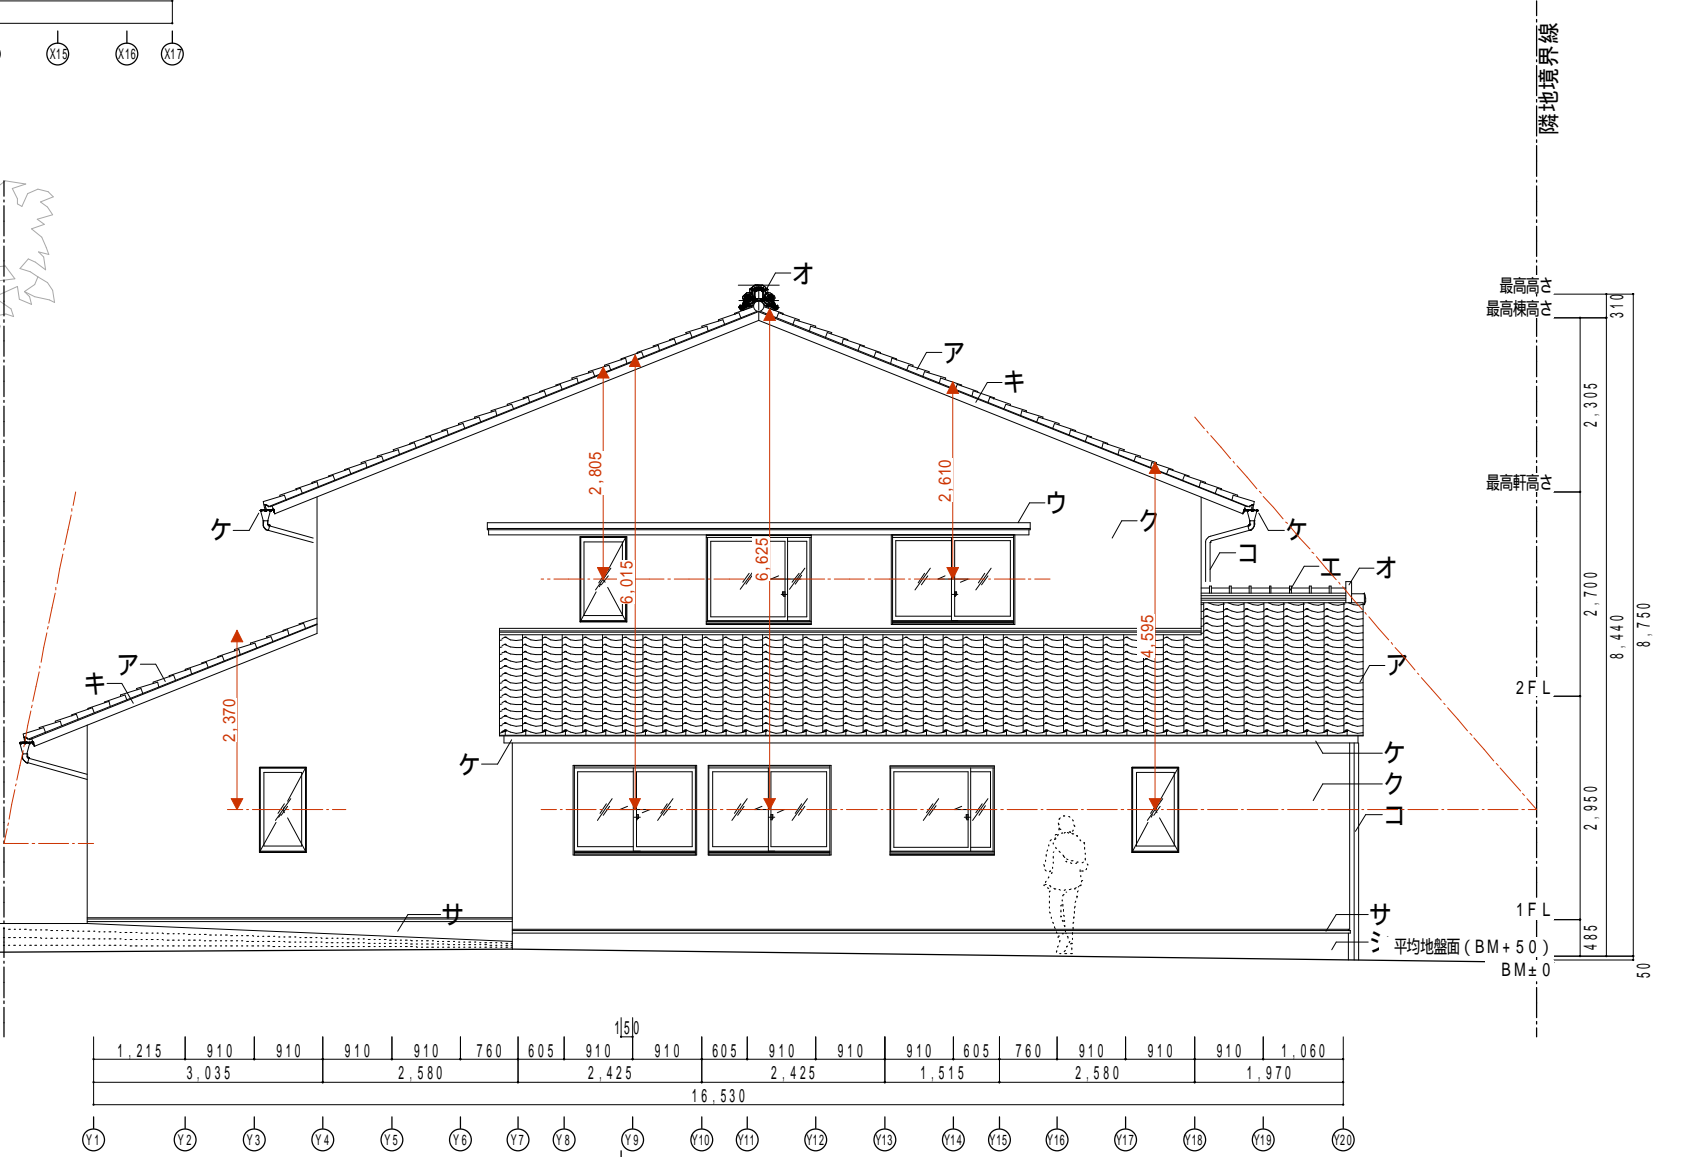 X15 X16 X17
隣地境界線
オ
最高高さ
310
最高棟高さ
ア
キ
2,305
2,805
2,610
最高軒高さ
ウ
ケ
ク
ケ
コ
エ
オ
6,015
6,625
2,700
4,595
8,440
8,750
ア
キ
ア
2FL
2,370
ケ
ケ
ク
コ
2,950
サ
サ
1FL
485
シ
平均地盤面(BM+50)
BM±0
50
150
1,215 910 910 910 910 760 605 910 910 605 910 910 910 605 760 910 910 910 1,060
3,035 2,580 2,425 2,425 1,515 2,580 1,970
16,530
Y1 Y2 Y3 Y4 Y5 Y6 Y7 Y8 Y9 Y10 Y11 Y12 Y13 Y14 Y15 Y16 Y17 Y18 Y19 Y20